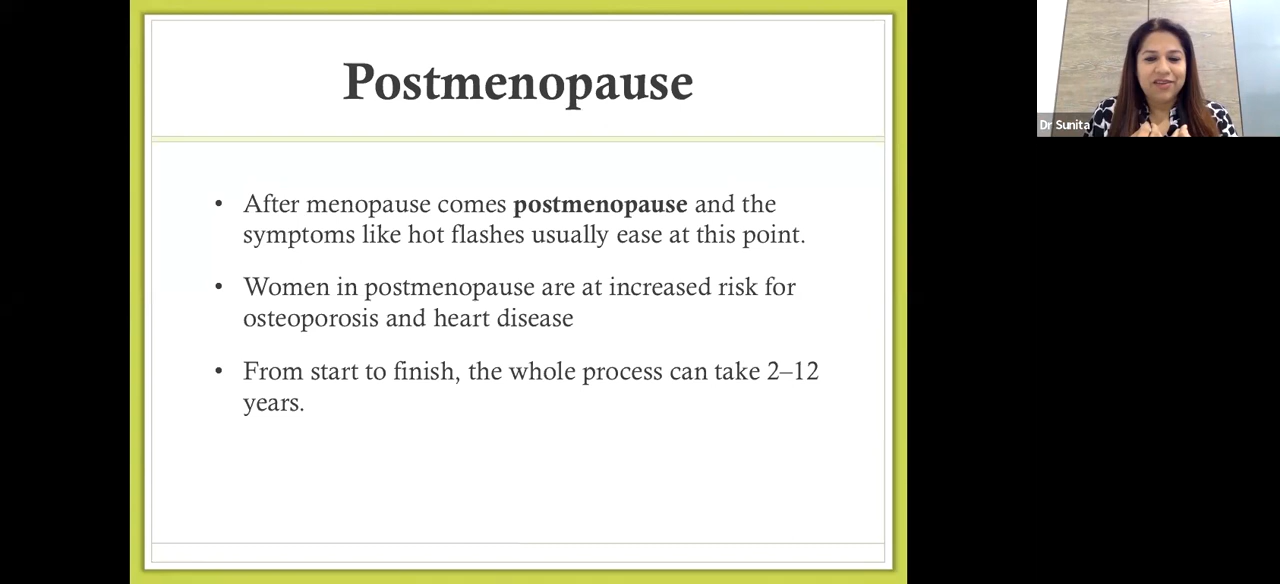 Postmenopause
• After menopause comes postmenopause and the
symptoms like hot flashes usually ease at this point.
• Women in postmenopause are at increased risk for
osteoporosis and heart disease
• From start to finish, the whole process can take 2–12
years.
Dr Sunita